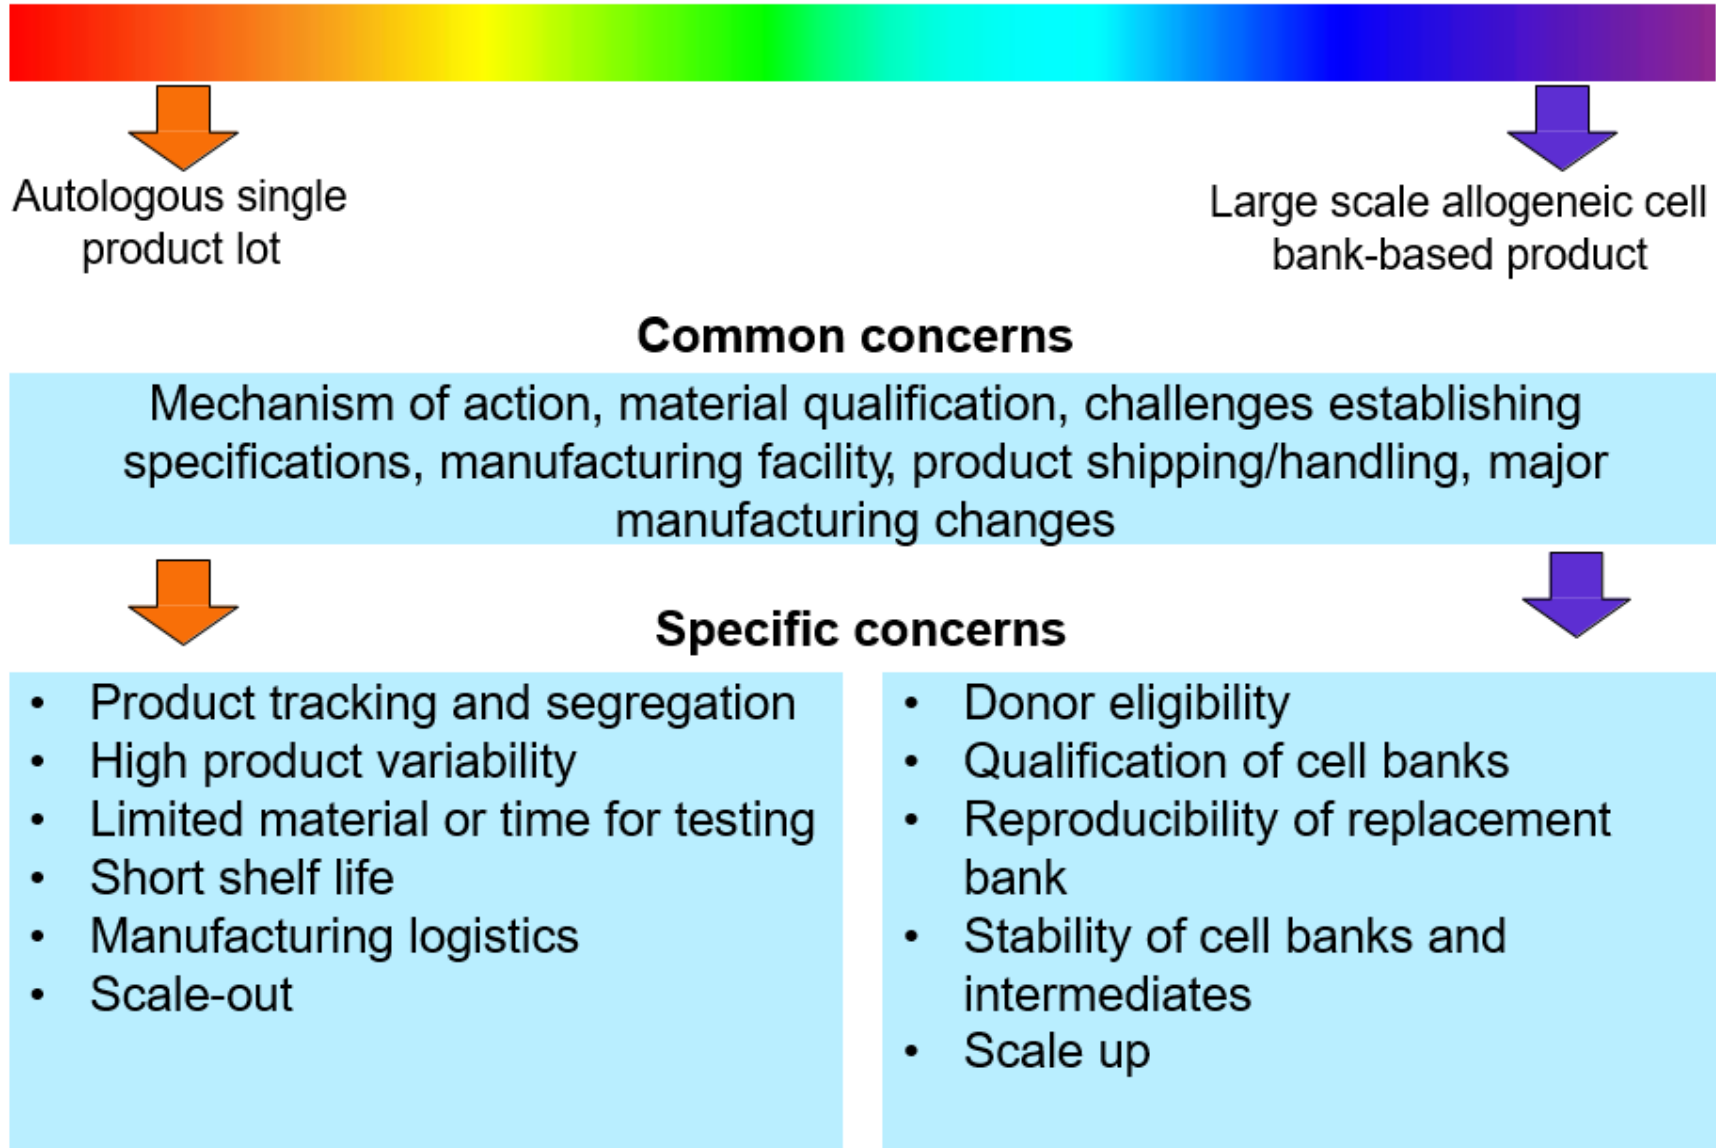 Autologous single
product lot
Large scale allogeneic cell
bank-based product
Common concerns
Mechanism of action, material qualification, challenges establishing
specifications, manufacturing facility, product shipping/handling, major
manufacturing changes
Specific concerns
• Product tracking and segregation
• High product variability
• Limited material or time for testing
• Short shelf life
• Manufacturing logistics
• Scale-out
• Donor eligibility
• Qualification of cell banks
• Reproducibility of replacement
bank
• Stability of cell banks and
intermediates
• Scale up